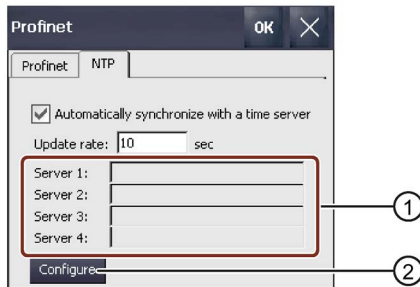 Profinet OK
Profinet NTP
Automatically synchronize with a time server
Update rate: 10 sec
Server 1:
Server 2:
Server 3:
Server 4:
1
Configure
2